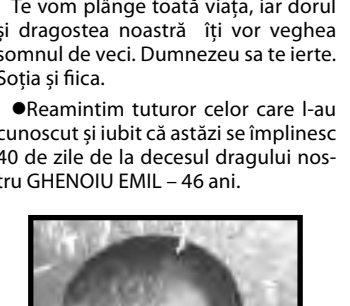 Te vom plânge toată viața, iar dorul
și dragostea noastră îți vor veghea
somnul de veci. Dumnezeu sa te ierte.
Soția și fiica.
●Reamintim tuturor celor care l-au
cunoscut și iubit că astăzi se împlinesc
40 de zile de la decesul dragului nos-
tru GHENOIU EMIL – 46 ani.